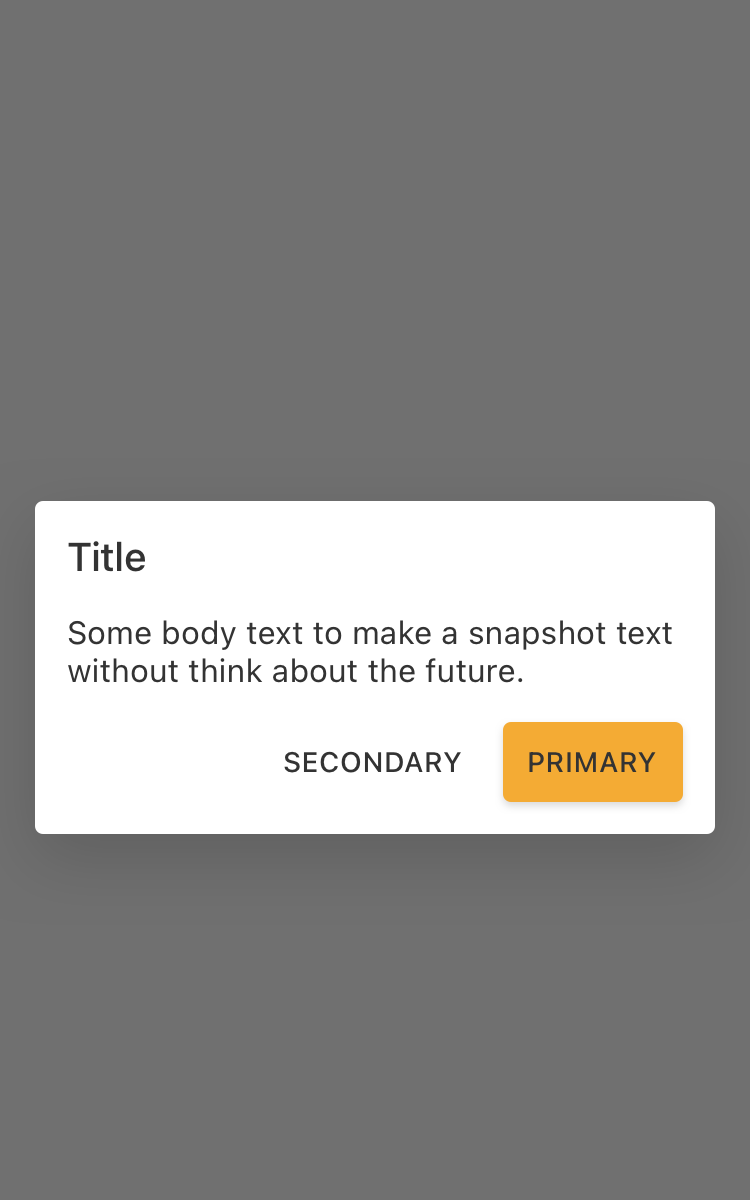 Title
Some body text to make a snapshot text
without think about the future.
SECONDARY PRIMARY